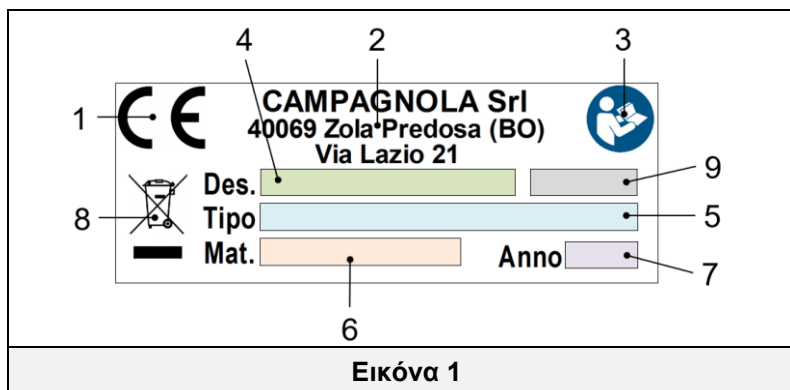 4 2 3
CAMPAGNOLA Srl
1 CE 40069 Zola Predosa (BO)
Via Lazio 21
Des. 9
8 Tipo 5
Mat. Anno 7
6
Εικόνα 1